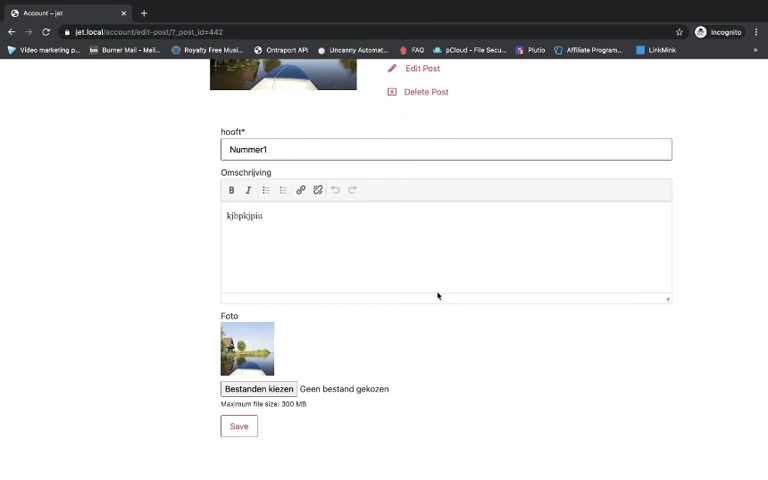 Account – jet
jet.local/account/edit-post/?_post_id=442
Incognito
Video marketing p...
Burner Mail - Mail...
Royalty Free Musi...
Ontraport API
Uncanny Automat...
FAQ
pCloud - File Secu...
Plutio
Affiliate Program...
LinkMink
»
Edit Post
Delete Post
hooft*
Nummer1
Omschrijving
B I
kjbpkjpiu
Foto
Bestanden kiezen Geen bestand gekozen
Maximum file size: 300 MB
Save